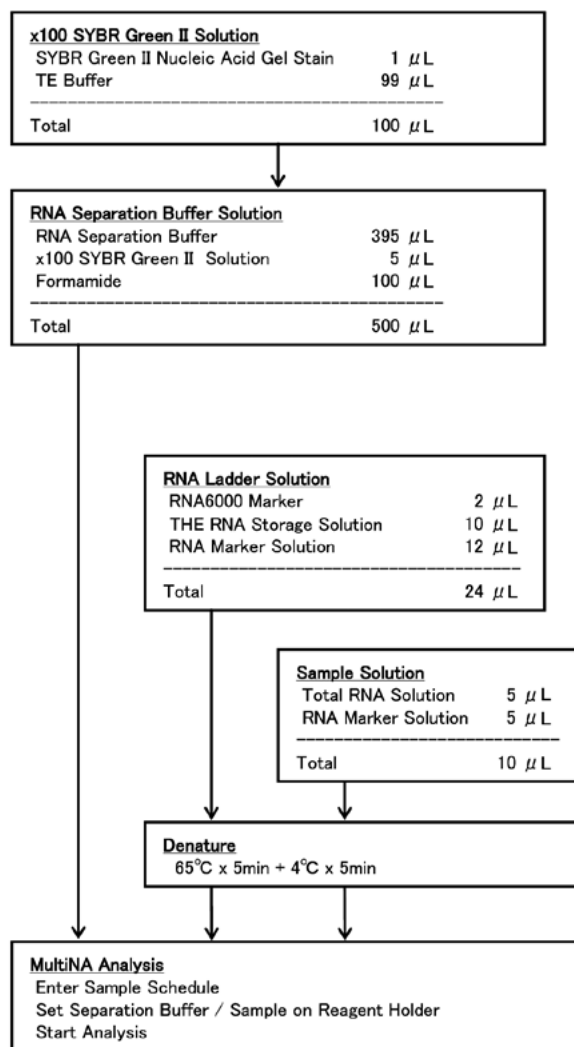 x100 SYBR Green Ⅱ Solution
SYBR Green Ⅱ Nucleic Acid Gel Stain 1 μL
TE Buffer 99 μL
Total 100 μL
RNA Separation Buffer Solution
RNA Separation Buffer 395 μL
x100 SYBR Green Ⅱ Solution 5 μL
Formamide 100 μL
Total 500 μL
RNA Ladder Solution
RNA6000 Marker 2 μL
THE RNA Storage Solution 10 μL
RNA Marker Solution 12 μL
Total 24 μL
Sample Solution
Total RNA Solution 5 μL
RNA Marker Solution 5 μL
Total 10 μL
Denature
65℃ x 5min + 4℃ x 5min
MultiNA Analysis
Enter Sample Schedule
Set Separation Buffer / Sample on Reagent Holder
Start Analysis